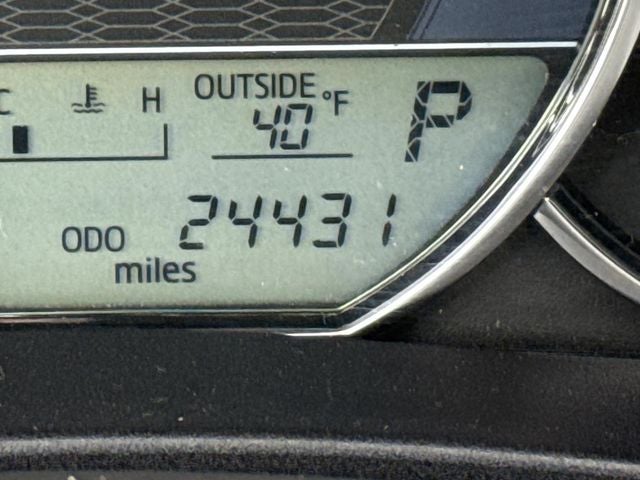 C H OUTSIDE °F P
40
ODO 24431
miles